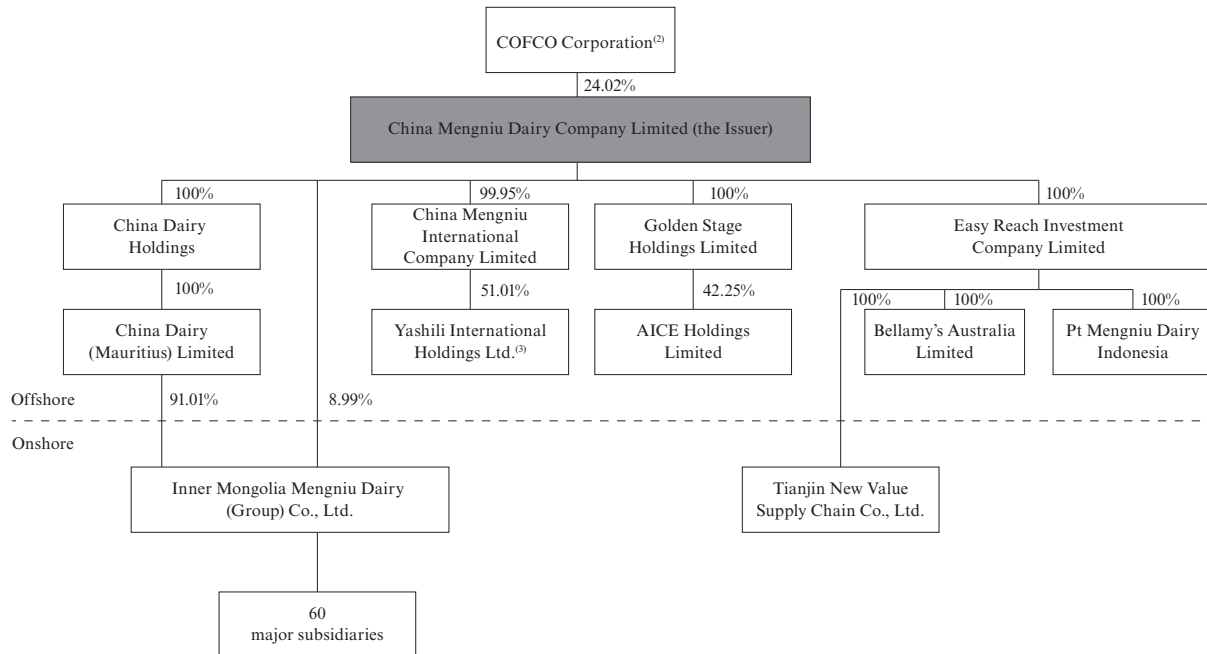 COFCO Corporation(2)
24.02%
China Mengniu Dairy Company Limited (the Issuer)
100%
99.95%
100%
100%
China Dairy
Holdings
China Mengniu
International
Company Limited
Golden Stage
Holdings Limited
Easy Reach Investment
Company Limited
100%
51.01%
42.25%
100%
100%
100%
China Dairy
(Mauritius) Limited
Yashili International
Holdings Ltd.(3)
AICE Holdings
Limited
Bellamy's Australia
Limited
Pt Mengniu Dairy
Indonesia
Offshore
91.01%
8.99%
Onshore
Inner Mongolia Mengniu Dairy
(Group) Co., Ltd.
Tianjin New Value
Supply Chain Co., Ltd.
60
major subsidiaries